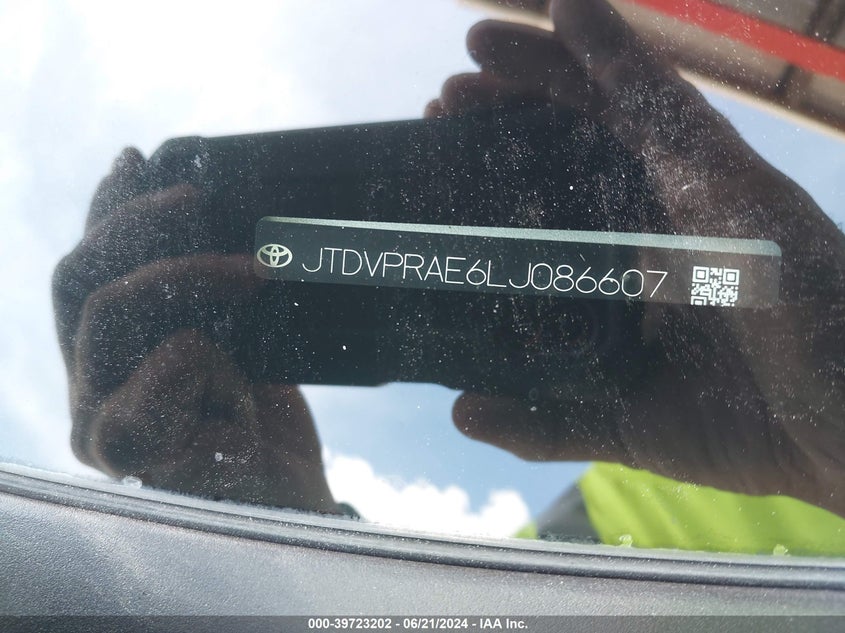 JTDVPRAE6LJ086607
000-39723202 - 06/21/2024 - IAA Inc.